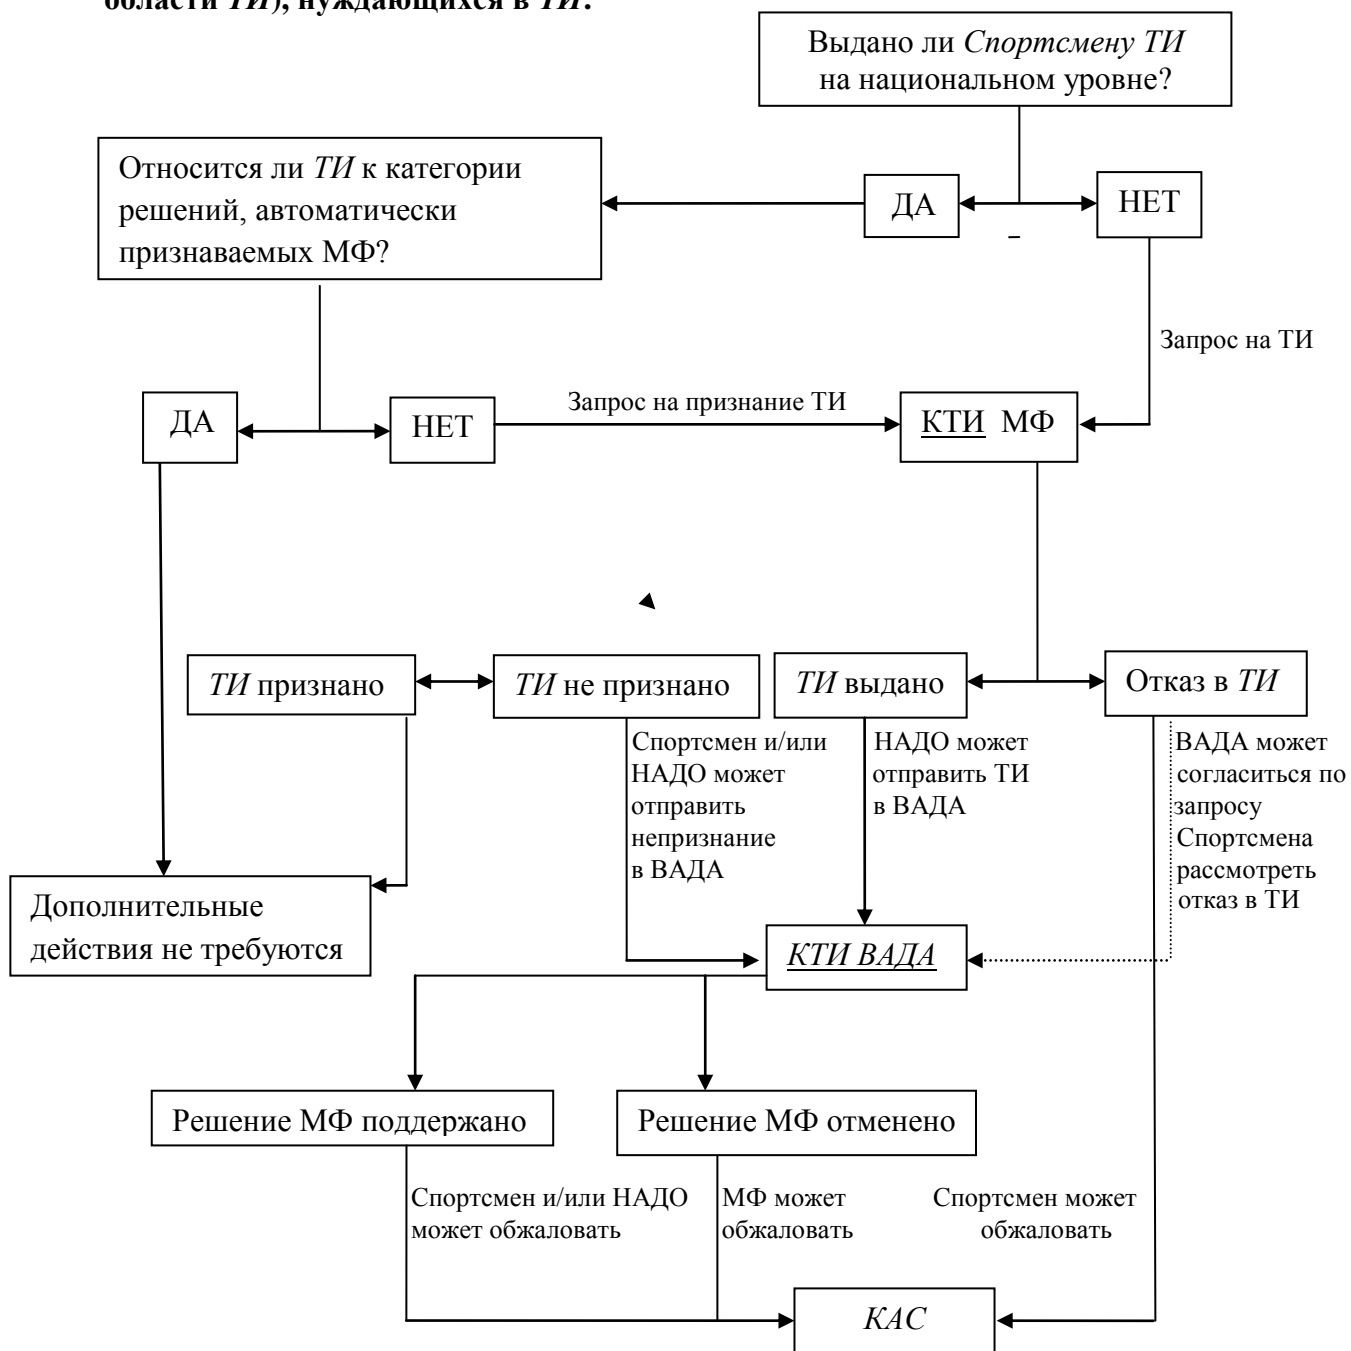 области ТИ), нуждающихся в ТИ.
Выдано ли Спортсмену ТИ
на национальном уровне?
Относится ли ТИ к категории
решений, автоматически
признаваемых МФ?
ДА
НЕТ
Запрос на ТИ
ДА
НЕТ
Запрос на признание ТИ
КТИ МФ
ТИ признано
ТИ не признано
ТИ выдано
Отказ в ТИ
Спортсмен и/или
НАДО может
отправить
непризнание
в ВАДА
НАДО может
отправить ТИ
в ВАДА
ВАДА может
согласиться по
запросу
Спортсмена
рассмотреть
отказ в ТИ
Дополнительные
действия не требуются
КТИ ВАДА
Решение МФ поддержано
Решение МФ отменено
Спортсмен и/или НАДО
может обжаловать
МФ может
обжаловать
Спортсмен может
обжаловать
КАС